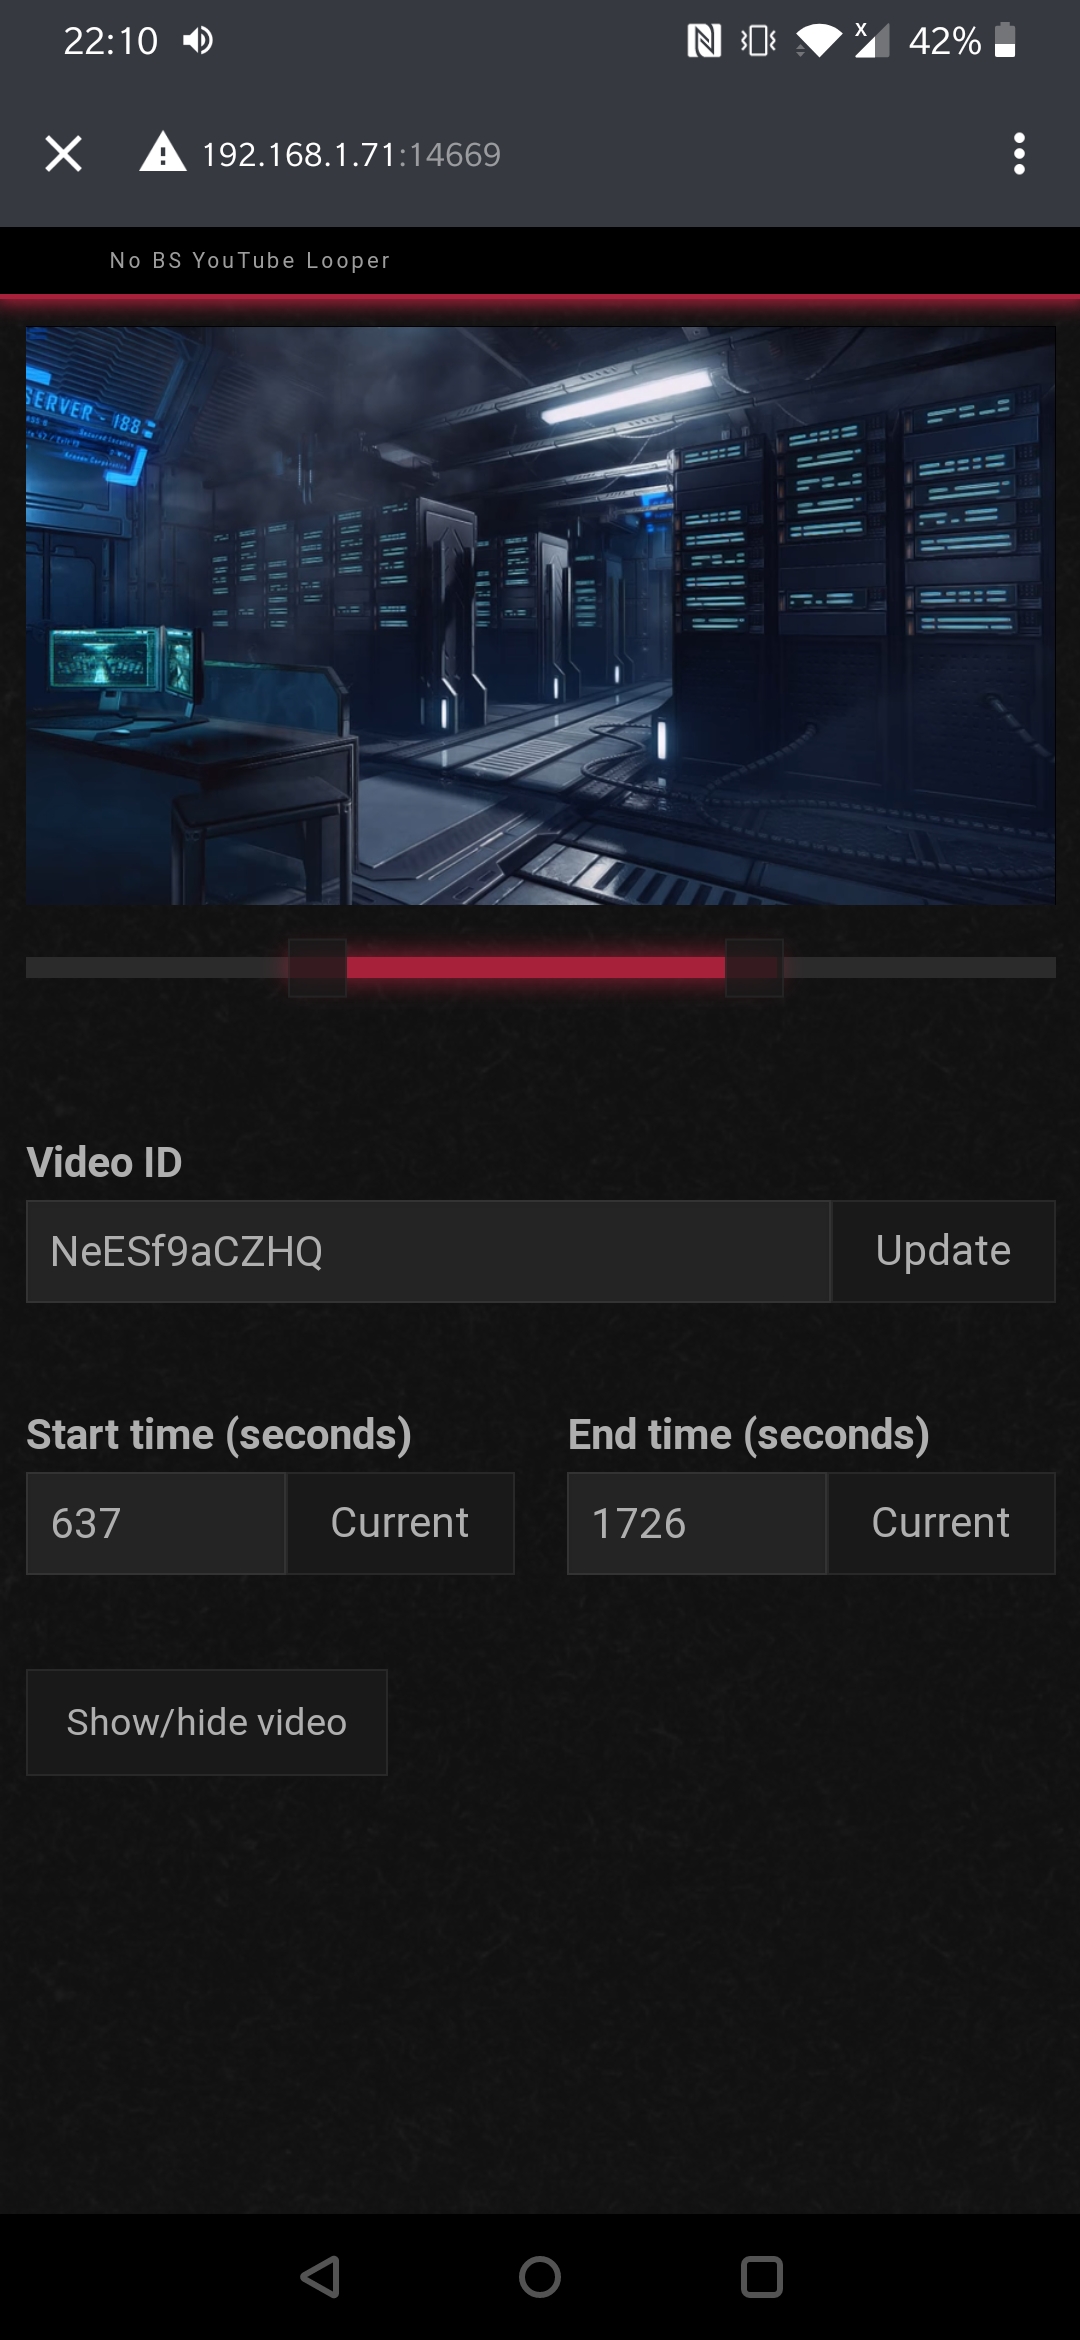 22:10
42%
192.168.1.71:14669
No BS YouTube Looper
SERVER - 188
Video ID
NeESf9aCZHQ
Update
Start time (seconds)
End time (seconds)
637
Current
1726
Current
Show/hide video